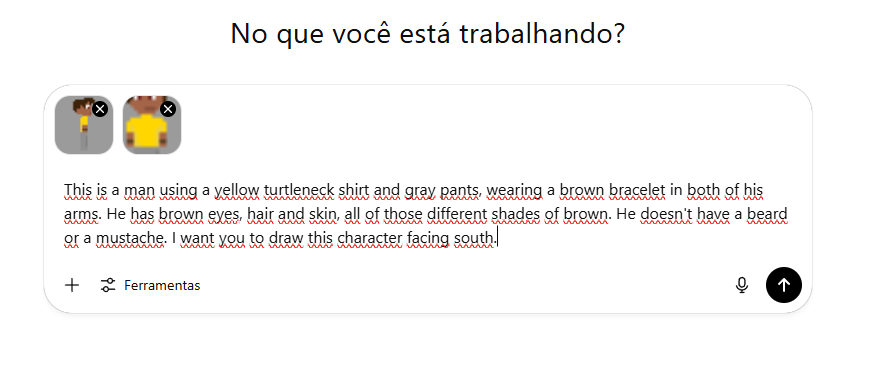 No que você está trabalhando?
This is a man using a yellow turtleneck shirt and gray pants, wearing a brown bracelet in both of his
arms. He has brown eyes, hair and skin, all of those different shades of brown. He doesn't have a beard
or a mustache. I want you to draw this character facing south.
Ferramentas